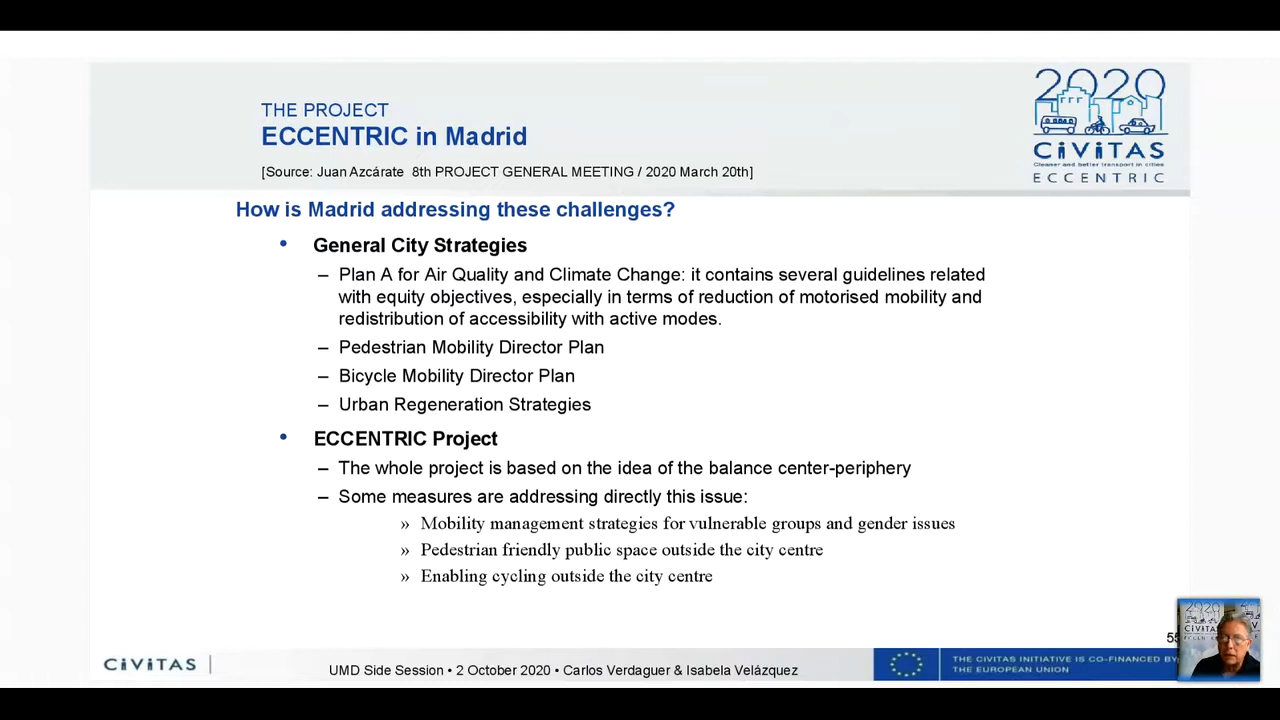 THE PROJECT
ECCENTRIC in Madrid
[Source: Juan Azcárate 8th PROJECT GENERAL MEETING / 2020 March 20th]
2020
CiViTAS
Cleaner and better transport in cities
ECCENTRIC
How is Madrid addressing these challenges?
• General City Strategies
– Plan A for Air Quality and Climate Change: it contains several guidelines related
with equity objectives, especially in terms of reduction of motorised mobility and
redistribution of accessibility with active modes.
– Pedestrian Mobility Director Plan
– Bicycle Mobility Director Plan
– Urban Regeneration Strategies
• ECCENTRIC Project
– The whole project is based on the idea of the balance center-periphery
– Some measures are addressing directly this issue:
» Mobility management strategies for vulnerable groups and gender issues
» Pedestrian friendly public space outside the city centre
» Enabling cycling outside the city centre
CiViTAS
UMD Side Session • 2 October 2020 • Carlos Verdaguer & Isabela Velázquez
THE CIVITAS INITIATIVE IS CO-FINANCED BY
THE EUROPEAN UNION